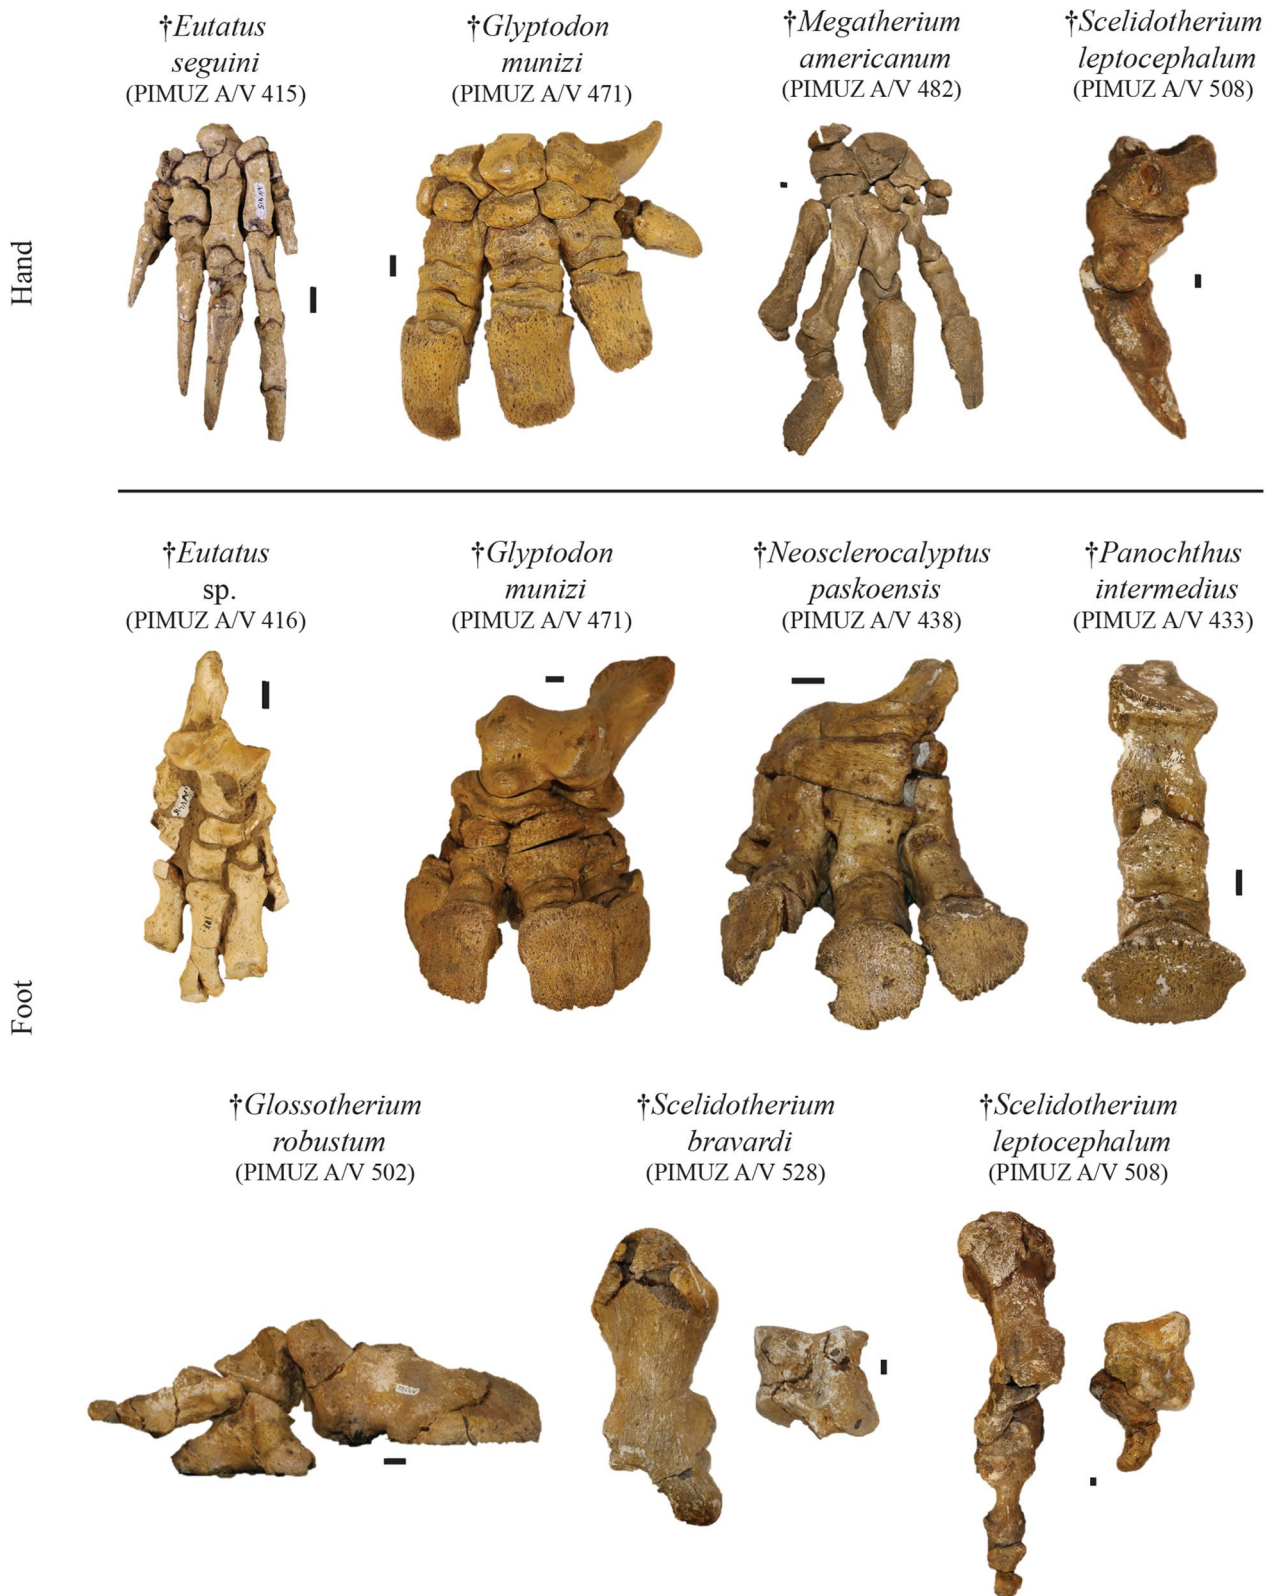 †Eutatus
seguini
(PIMUZ A/V 415)
†Glyptodon
munizi
(PIMUZ A/V 471)
†Megatherium
americanum
(PIMUZ A/V 482)
†Scelidotherium
leptocephalum
(PIMUZ A/V 508)
Hand
†Eutatus
sp.
(PIMUZ A/V 416)
†Glyptodon
munizi
(PIMUZ A/V 471)
†Neosclerocalyptus
paskoensis
(PIMUZ A/V 438)
†Panochthus
intermedius
(PIMUZ A/V 433)
Foot
†Glossotherium
robustum
(PIMUZ A/V 502)
†Scelidotherium
bravardi
(PIMUZ A/V 528)
†Scelidotherium
leptocephalum
(PIMUZ A/V 508)